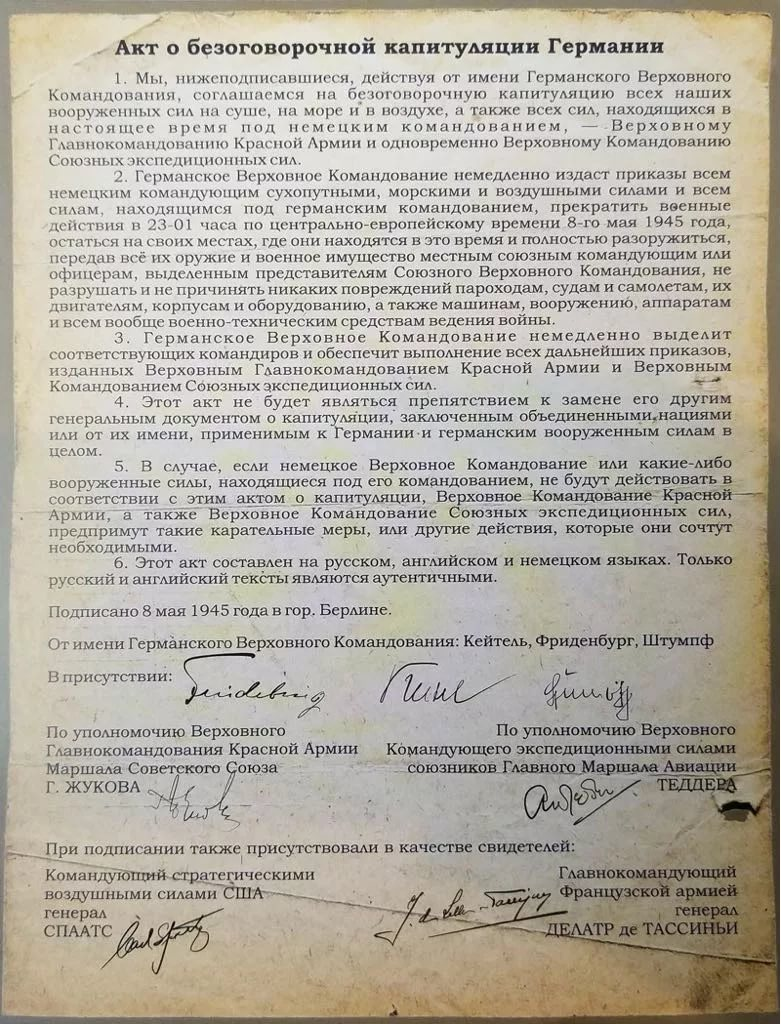 Акт о безоговорочной капитуляции Германии
1. Мы, нижеподписавшиеся, действуя от имени Германского Верховного
Командования, соглашаемся на безоговорочную капитуляцию всех наших
вооруженных сил на суше, на море и в воздухе, а также всех сил, находящихся в
настоящее время под немецким командованием, — Верховному
Главнокомандованию Красной Армии и одновременно Верховному Командованию
Союзных экспедиционных сил.
2. Германское Верховное Командование немедленно издаст приказы всем
немецким командующим сухопутными, морскими и воздушными силами и всем
силам, находящимся под германским командованием, прекратить военные
действия в 23-01 часа по центрально-европейскому времени 8-го мая 1945 года,
остаться на своих местах, где они находятся в это время и полностью разоружиться,
передав всё их оружие и военное имущество местным союзным командующим или
офицерам, выделенным представителям Союзного Верховного Командования, не
разрушать и не причинять никаких повреждений пароходам, судам и самолетам, их
двигателям, корпусам и оборудованию, а также машинам, вооружению, аппаратам
и всем вообще военно-техническим средствам ведения войны.
3. Германское Верховное Командование немедленно выделит
соответствующих командиров и обеспечит выполнение всех дальнейших приказов,
изданных Верховным Главнокомандованием Красной Армии и Верховным
Командованием Союзных экспедиционных сил.
4. Этот акт не будет являться препятствием к замене его другим
генеральным документом о капитуляции, заключенным объединенными нациями
или от их имени, применимым к Германии и германским вооруженным силам в
целом.
5. В случае, если немецкое Верховное Командование или какие-либо
вооруженные силы, находящиеся под его командованием, не будут действовать в
соответствии с этим актом о капитуляции, Верховное Командование Красной
Армии, а также Верховное Командование Союзных экспедиционных сил,
предпримут такие карательные меры, или другие действия, которые они сочтут
необходимыми.
6. Этот акт составлен на русском, английском и немецком языках. Только
русский и английский тексты являются аутентичными.
Подписано 8 мая 1945 года в гор. Берлине.
От имени Германского Верховного Командования: Кейтель, Фриденбург, Штумпф
В присутствии:
По уполномочию Верховного
Главнокомандования Красной Армии
Маршала Советского Союза
Г. ЖУКОВА
По уполномочию Верховного
Командующего экспедиционными силами
союзников Главного Маршала Авиации
ТЕДДЕРА
При подписании также присутствовали в качестве свидетелей:
Командующий стратегическими
воздушными силами США
генерал
СПААТС
Главнокомандующий
Французской армией
генерал
ДЕЛАТР де ТАССИНЬИ